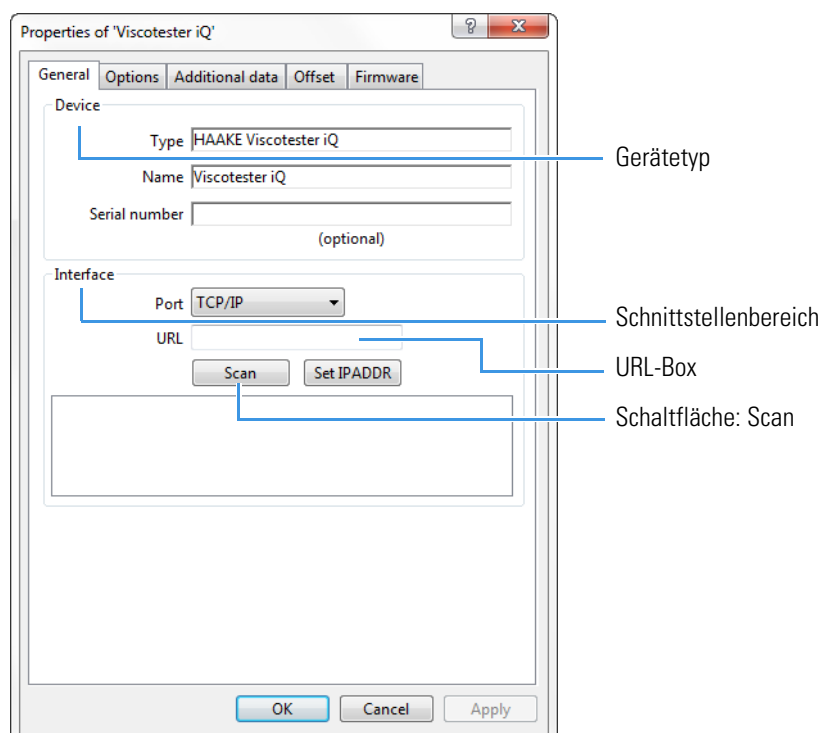 Properties of 'Viscotester iQ'
General Options Additional data Offset Firmware
Device
Type HAAKE Viscotester iQ
Gerätetyp
Name Viscotester iQ
Serial number
(optional)
Interface
Port TCP/IP
Schnittstellenbereich
URL
URL-Box
Scan Set IPADDR
Schaltfläche: Scan
OK Cancel Apply